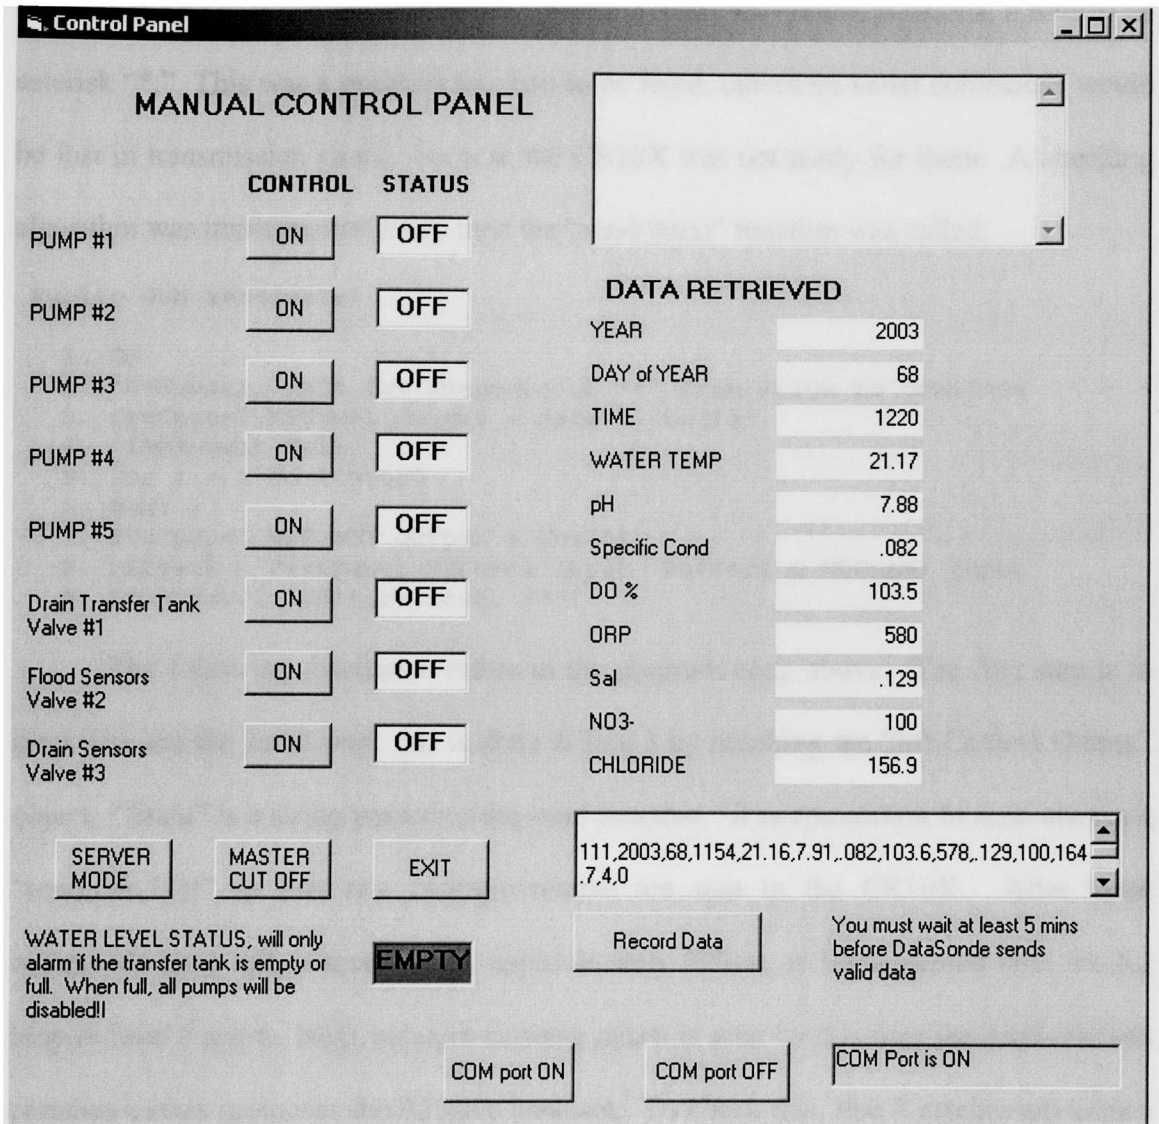 Control Panel
MANUAL CONTROL PANEL
CONTROL STATUS
PUMP #1 ON OFF
PUMP #2 ON OFF
PUMP #3 ON OFF
PUMP #4 ON OFF
PUMP #5 ON OFF
Drain Transfer Tank
Valve #1
ON OFF
Flood Sensors
Valve #2
ON OFF
Drain Sensors
Valve #3
ON OFF
DATA RETRIEVED
YEAR 2003
DAY of YEAR 68
TIME 1220
WATER TEMP 21.17
pH 7.88
Specific Cond .082
DO % 103.5
ORP 580
Sal .129
NO3- 100
CHLORIDE 156.9
SERVER
MODE
MASTER
CUT OFF
EXIT
111,2003,68,1154,21.16,7.91,.082,103.6,578,.129,100,164
.7,4,0
WATER LEVEL STATUS, will only
alarm if the transfer tank is empty or
full. When full, all pumps will be
disabled!!
EMPTY
Record Data
You must wait at least 5 mins
before DataSonde sends
valid data
COM port ON
COM port OFF
COM Port is ON